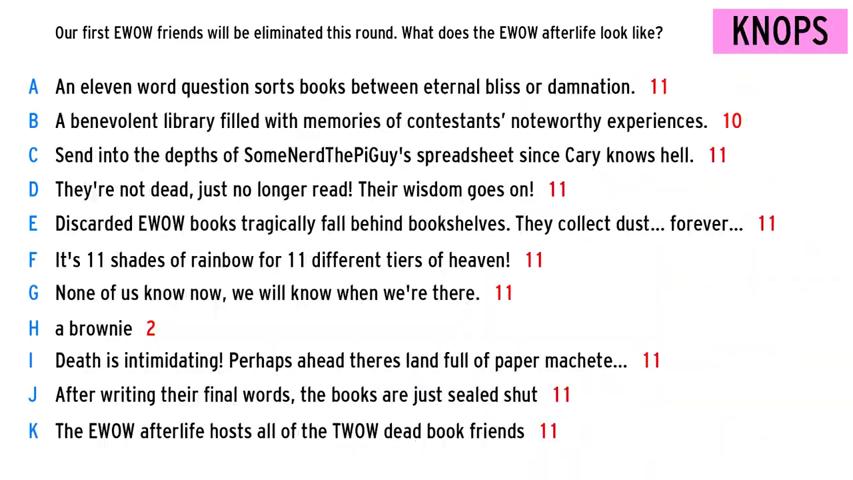 Our first EWOW friends will be eliminated this round. What does the EWOW afterlife look like?
KNOPS
A An eleven word question sorts books between eternal bliss or damnation. 11
B A benevolent library filled with memories of contestants’ noteworthy experiences. 10
C Send into the depths of SomeNerdThePiGuy's spreadsheet since Cary knows hell. 11
D They're not dead, just no longer read! Their wisdom goes on! 11
E Discarded EWOW books tragically fall behind bookshelves. They collect dust... forever... 11
F It's 11 shades of rainbow for 11 different tiers of heaven! 11
G None of us know now, we will know when we're there. 11
H a brownie 2
I Death is intimidating! Perhaps ahead theres land full of paper machete... 11
J After writing their final words, the books are just sealed shut 11
K The EWOW afterlife hosts all of the TWOW dead book friends 11